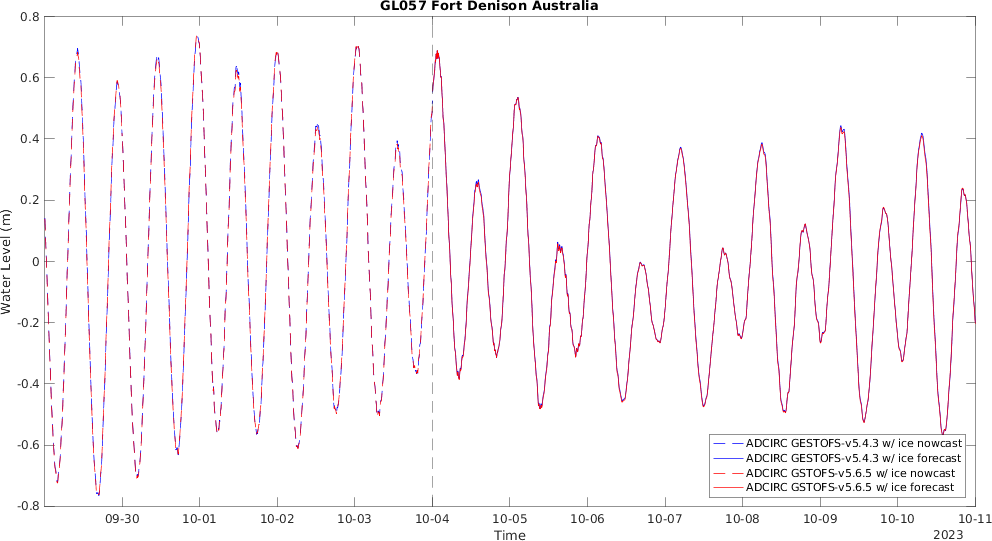 GL057 Fort Denison Australia
0.8
0.6
0.4
0.2
0
-0.2
-0.4
-0.6
-0.8
Water Level (m)
ADCIRC GESTOFS-v5.4.3 w/ ice nowcast
ADCIRC GESTOFS-v5.4.3 w/ ice forecast
ADCIRC GSTOFS-v5.6.5 w/ ice nowcast
ADCIRC GSTOFS-v5.6.5 w/ ice forecast
09-30 10-01 10-02 10-03 10-04 10-05 10-06 10-07 10-08 10-09 10-10 10-11
Time
2023